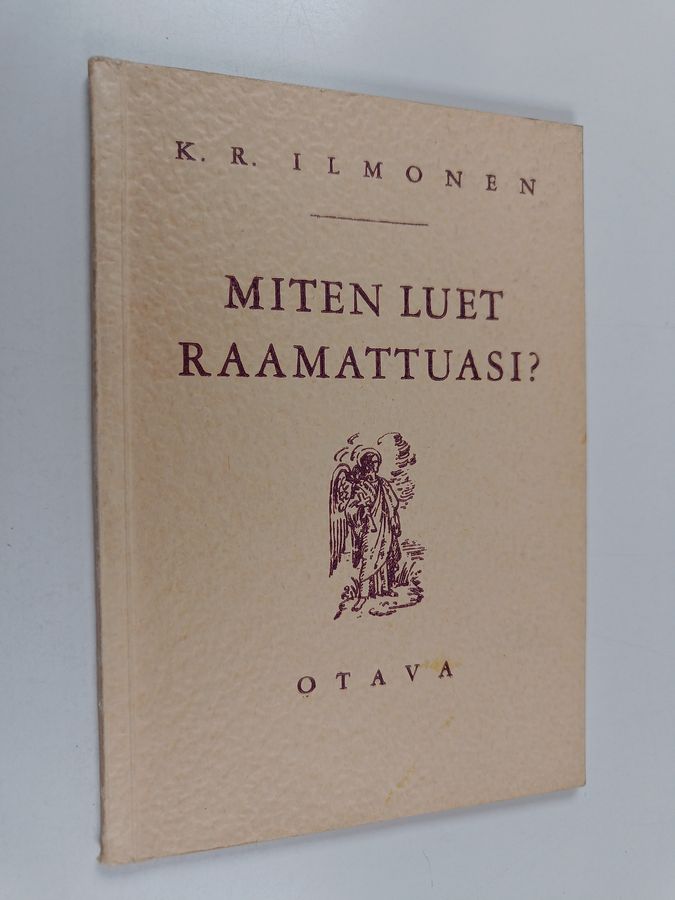 K. R. ILMONEN
MITEN LUET
RAAMATTUASI?
OTAVA